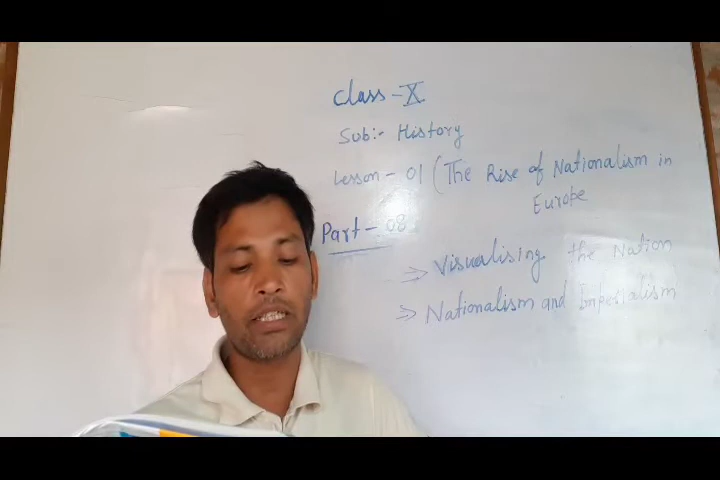 Class - X
Sub:- History
Lesson - 01 (The Rise of Nationalism in
Europe
Part - 08
⇒ Visualising the Nation
⇒ Nationalism and Imperialism